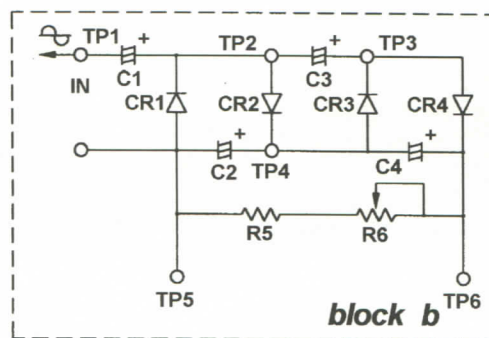 TP1 + TP2 + TP3
C1 C3
IN CR1 CR2 CR3 CR4
+ +
C2 TP4 C4
R5 R6
TP5 TP6
block b